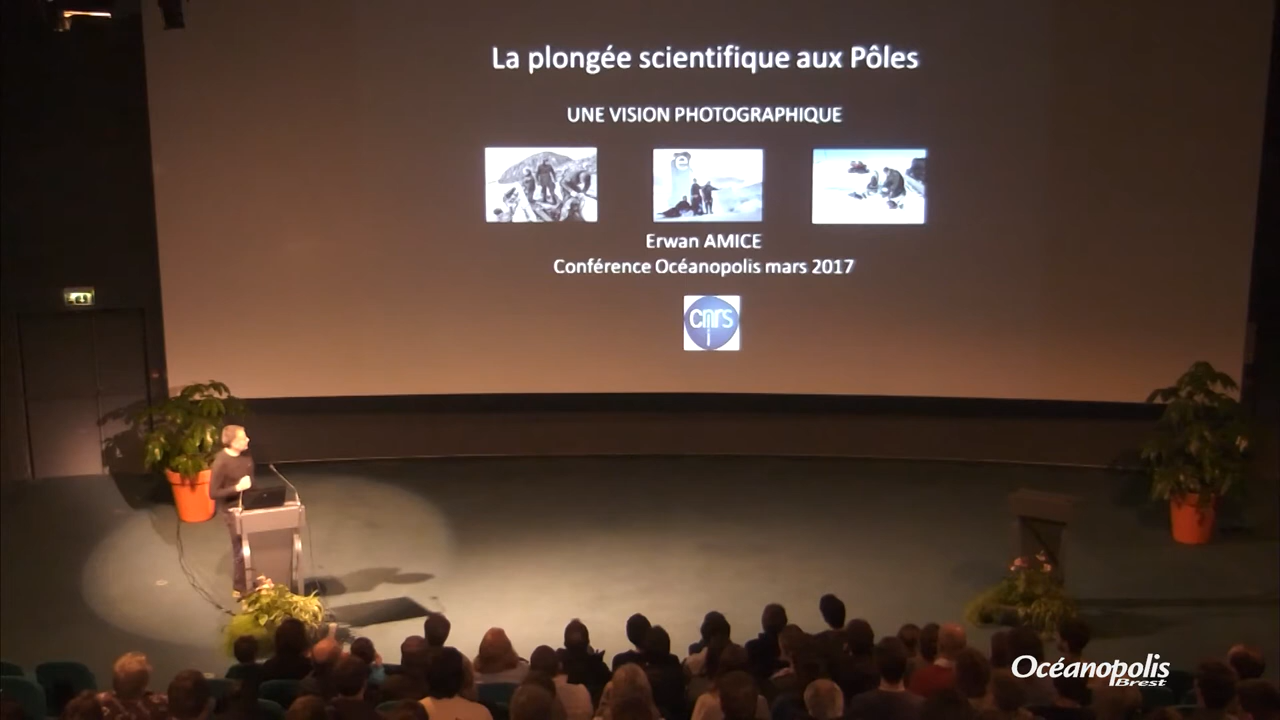 La plongée scientifique aux Pôles
UNE VISION PHOTOGRAPHIQUE
Erwan AMICE
Conférence Océanopolis mars 2017
cnrs
Océanopolis
Brest